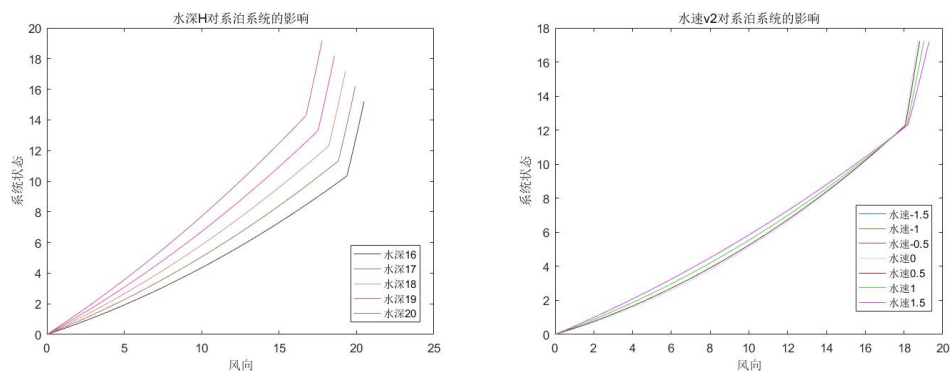 水深H对系泊系统的影响
系统状态
20
18
16
14
12
10
8
6
4
2
0
0 5 10 15 20 25
风向
水深16
水深17
水深18
水深19
水深20
水速v2对系泊系统的影响
系统状态
18
16
14
12
10
8
6
4
2
0
0 2 4 6 8 10 12 14 16 18 20
风向
水速-1.5
水速-1
水速-0.5
水速0
水速0.5
水速1
水速1.5